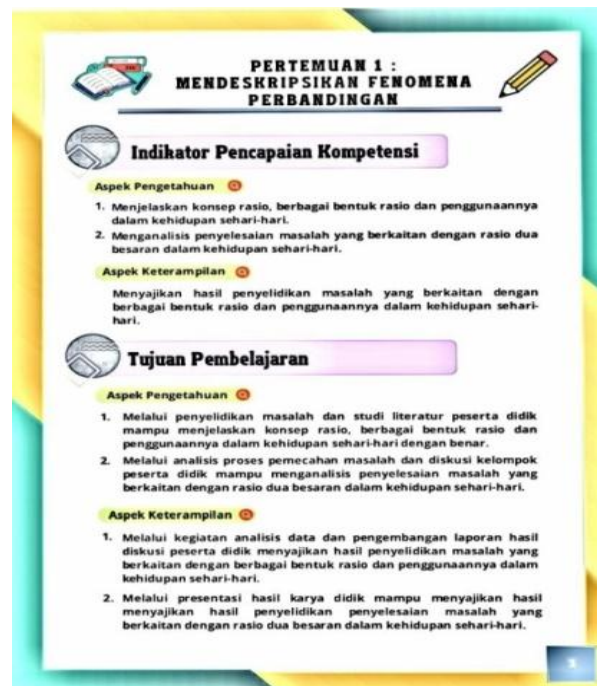 PERTEMUAN 1 :
MENDESKRIPSIKAN FENOMENA
PERBANDINGAN
Indikator Pencapaian Kompetensi
Aspek Pengetahuan
1. Menjelaskan konsep rasio, berbagai bentuk rasio dan penggunaannya
dalam kehidupan sehari-hari.
2. Menganalisis penyelesaian masalah yang berkaitan dengan rasio dua
besaran dalam kehidupan sehari-hari.
Aspek Keterampilan
Menyajikan hasil penyelidikan masalah yang berkaitan dengan
berbagai bentuk rasio dan penggunaannya dalam kehidupan sehari-
hari.
Tujuan Pembelajaran
Aspek Pengetahuan
1. Melalui penyelidikan masalah dan studi literatur peserta didik
mampu menjelaskan konsep rasio, berbagai bentuk rasio dan
penggunaannya dalam kehidupan sehari-hari dengan benar.
2. Melalui analisis proses pemecahan masalah dan diskusi kelompok
peserta didik mampu menganalisis penyelesaian masalah yang
berkaitan dengan rasio dua besaran dalam kehidupan sehari-hari.
Aspek Keterampilan
1. Melalui kegiatan analisis data dan pengembangan laporan hasil
diskusi peserta didik menyajikan hasil penyelidikan masalah yang
berkaitan dengan berbagai bentuk rasio dan penggunaannya dalam
kehidupan sehari-hari.
2. Melalui presentasi hasil karya didik mampu menyajikan hasil
menyajikan hasil penyelidikan penyelesaian masalah yang
berkaitan dengan rasio dua besaran dalam kehidupan sehari-hari.
3